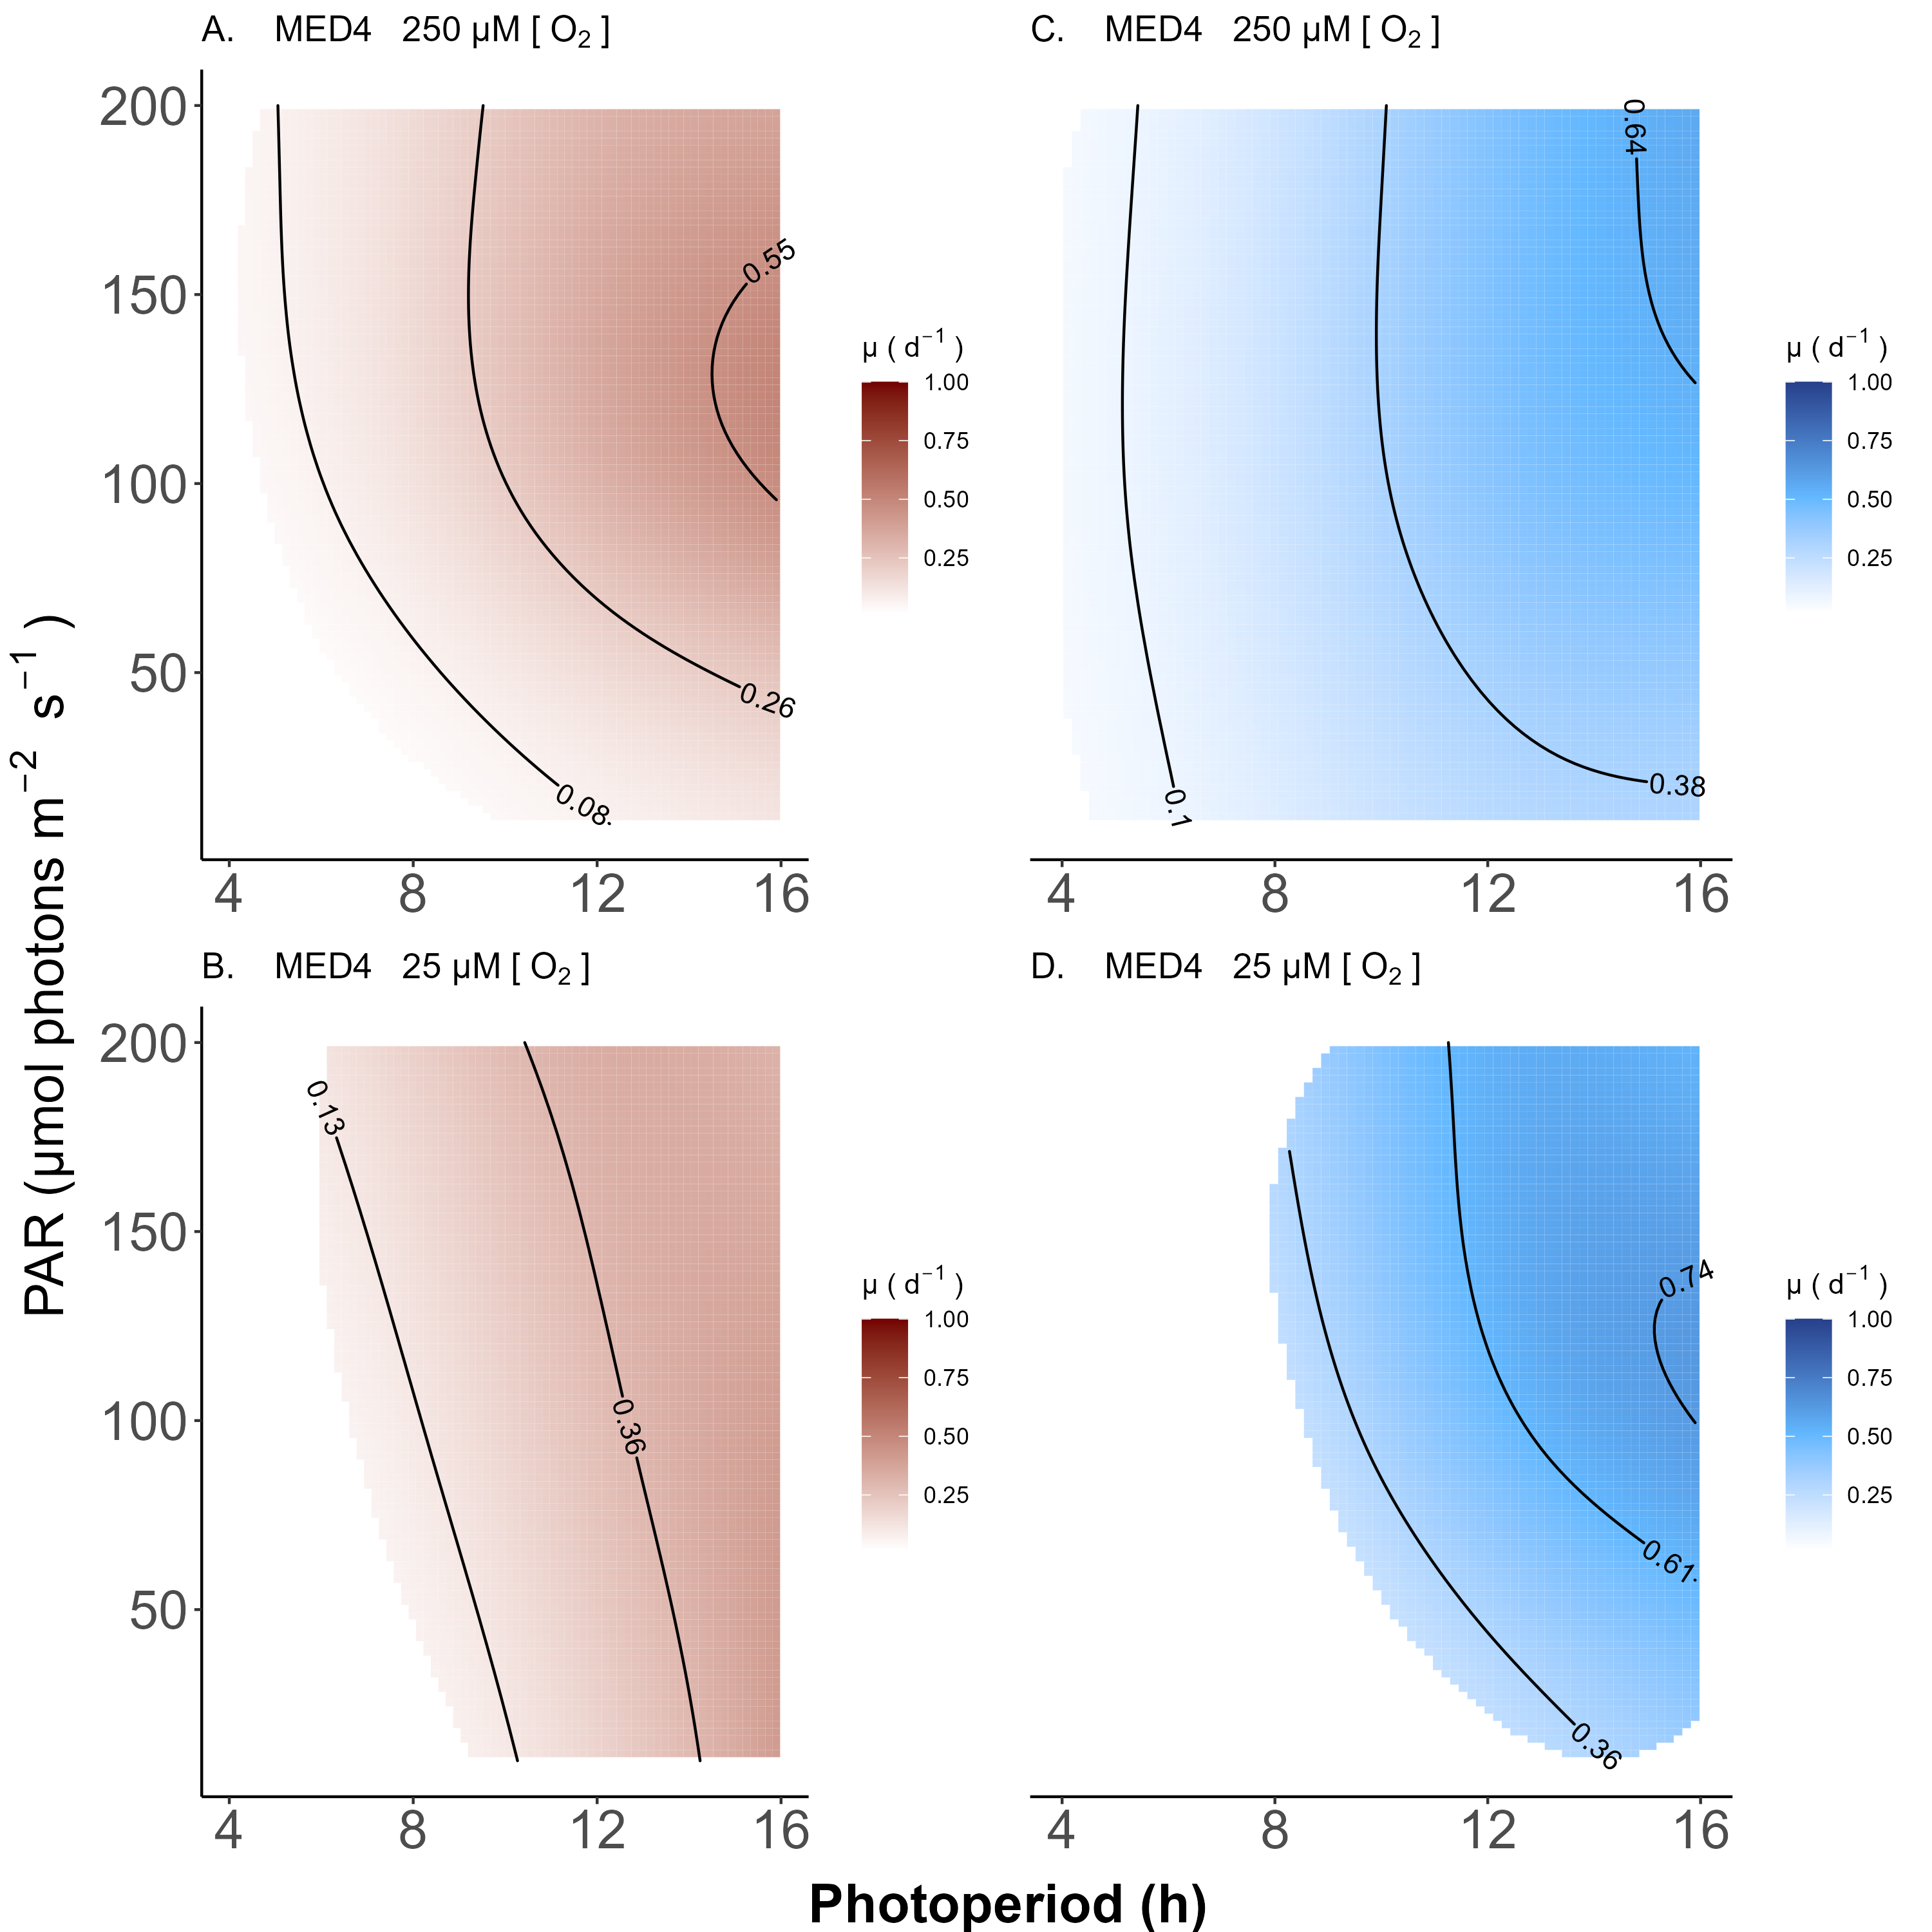 A. MED4 250 µM [ O₂ ]
200
150
100
50
4 8 12 16
0.55
0.26
0.08
µ ( d⁻¹ )
1.00
0.75
0.50
0.25
C. MED4 250 µM [ O₂ ]
0.64
0.38
0.1
4 8 12 16
µ ( d⁻¹ )
1.00
0.75
0.50
0.25
B. MED4 25 µM [ O₂ ]
200
150
100
50
4 8 12 16
0.13
0.36
µ ( d⁻¹ )
1.00
0.75
0.50
0.25
D. MED4 25 µM [ O₂ ]
0.74
0.61
0.36
4 8 12 16
µ ( d⁻¹ )
1.00
0.75
0.50
0.25
PAR (µmol photons m⁻² s⁻¹ )
Photoperiod (h)